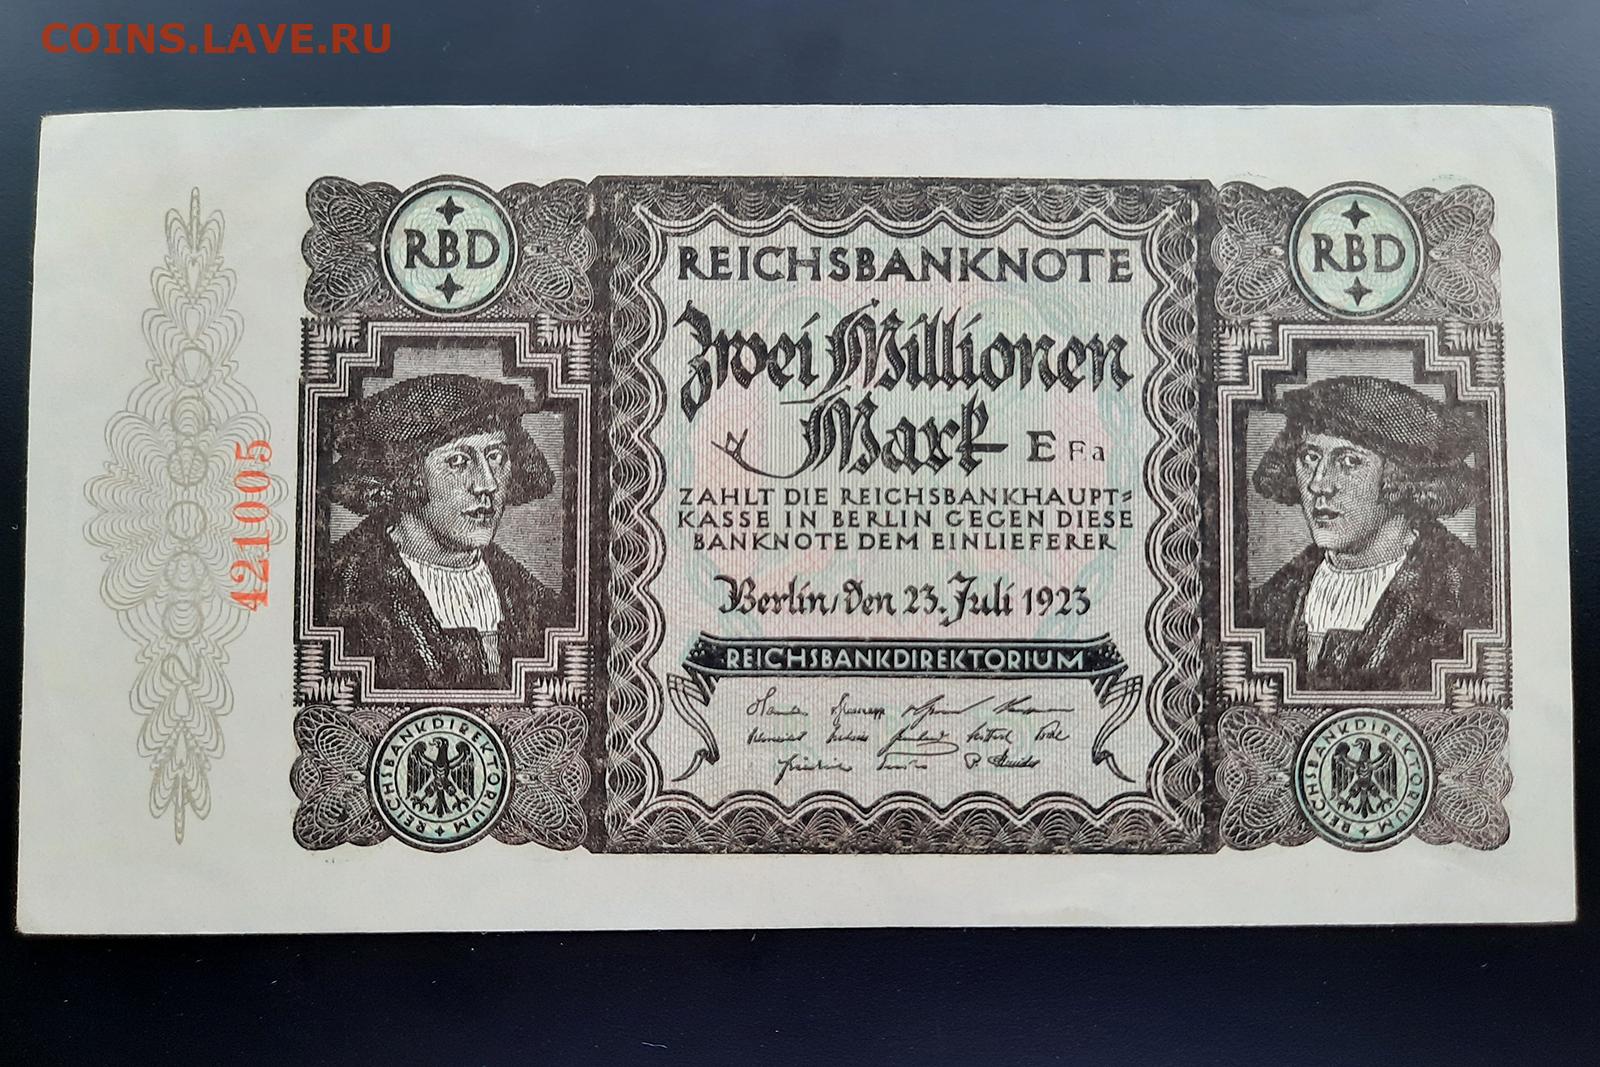 COINS.LAVE.RU
RBD
RBD
REICHSBANKNOTE
Zwei Millionen
Mark E Fa
ZAHLT DIE REICHSBANKHAUPT=
KASSE IN BERLIN GEGEN DIESE
BANKNOTE DEM EINLIEFERER
Berlin, den 23. Juli 1923
REICHSBANKDIREKTORIUM
421005
REICHSBANKDIREKTORIUM
REICHSBANKDIREKTORIUM